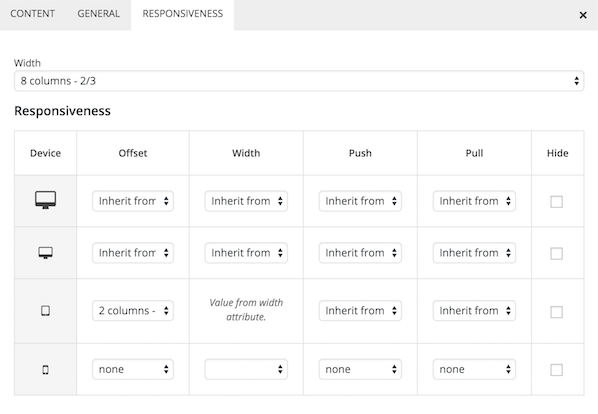 CONTENT GENERAL RESPONSIVENESS ×
Width
8 columns - 2/3
Responsiveness
Device Offset Width Push Pull Hide
Inherit from Inherit from Inherit from Inherit from
Inherit from Inherit from Inherit from Inherit from
2 columns - Value from width attribute. Inherit from Inherit from
none none none